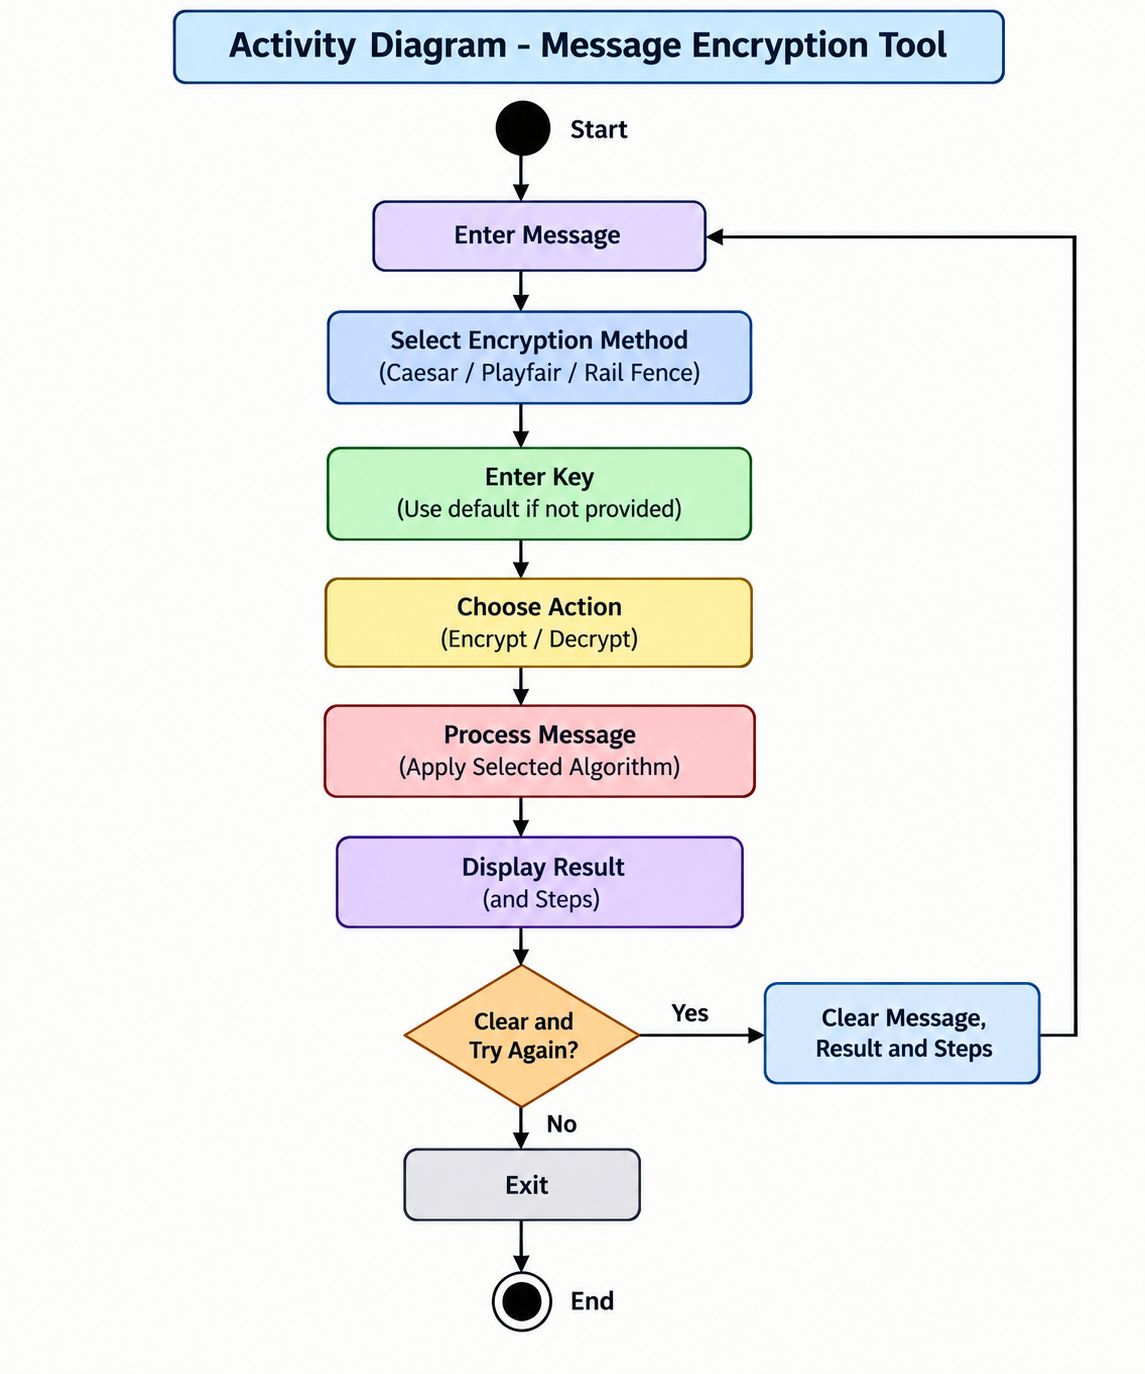 Activity Diagram - Message Encryption Tool
Start
Enter Message
Select Encryption Method
(Caesar / Playfair / Rail Fence)
Enter Key
(Use default if not provided)
Choose Action
(Encrypt / Decrypt)
Process Message
(Apply Selected Algorithm)
Display Result
(and Steps)
Clear and
Try Again?
Yes
Clear Message,
Result and Steps
No
Exit
End